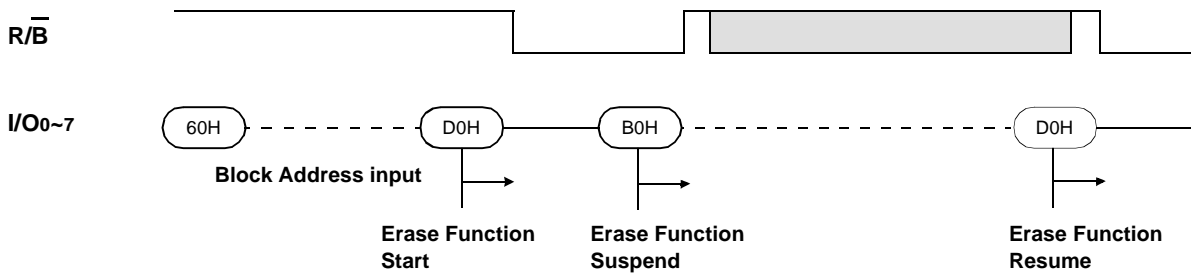 R/B̅
I/O0~7
60H
D0H
B0H
D0H
Block Address input
Erase Function
Start
Erase Function
Suspend
Erase Function
Resume